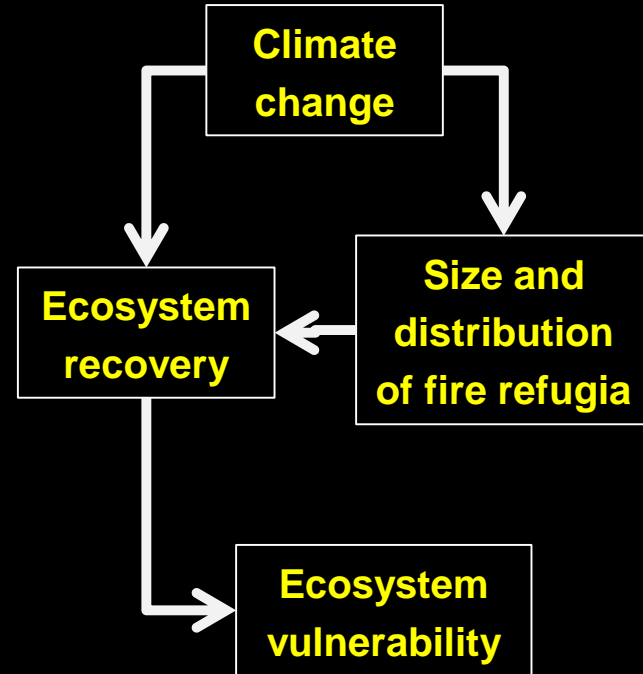 Climate
change
Ecosystem
recovery
Size and
distribution
of fire refugia
Ecosystem
vulnerability